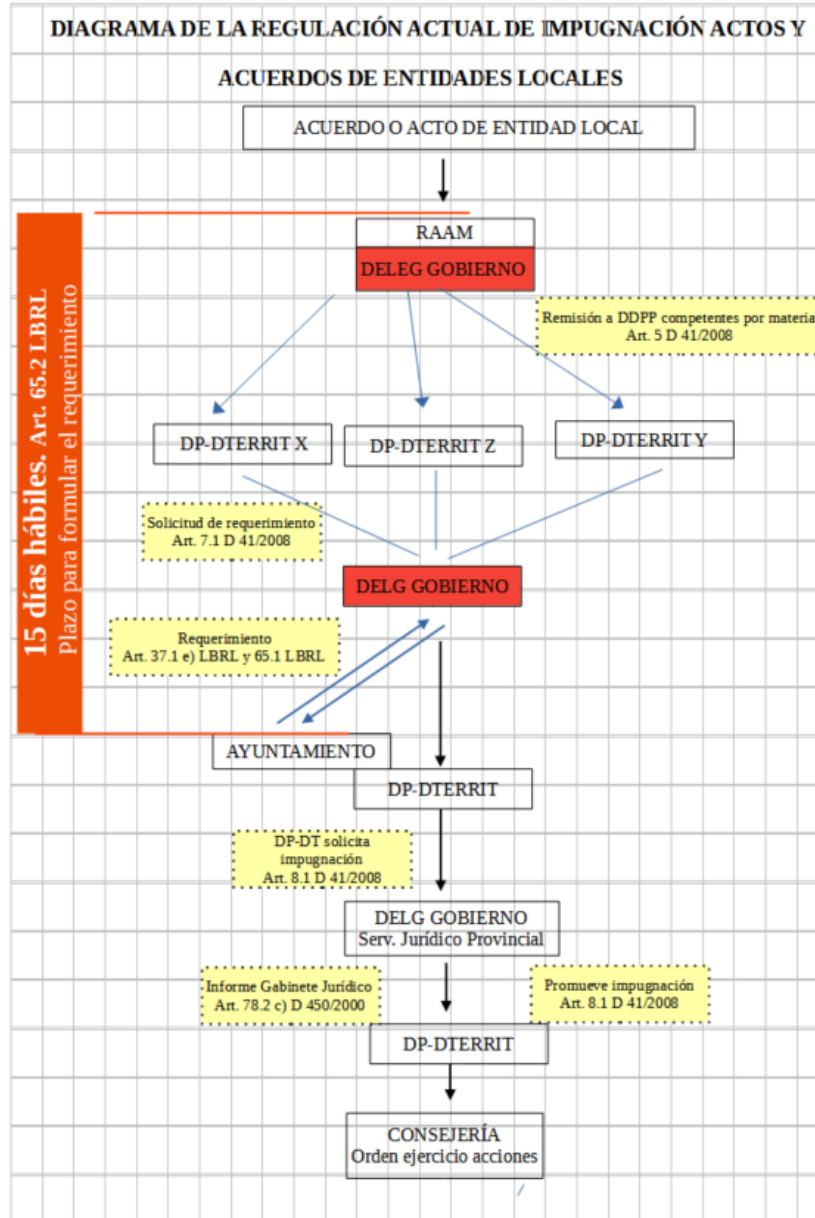 DIAGRAMA DE LA REGULACIÓN ACTUAL DE IMPUGNACIÓN ACTOS Y
ACUERDOS DE ENTIDADES LOCALES
ACUERDO O ACTO DE ENTIDAD LOCAL
15 días hábiles. Art. 65.2 LBRL
Plazo para formular el requerimiento
RAAM
DELEG GOBIERNO
Remisión a DDPP competentes por materia
Art. 5 D 41/2008
DP-DTERRIT X
DP-DTERRIT Z
DP-DTERRIT Y
Solicitud de requerimiento
Art. 7.1 D 41/2008
DELG GOBIERNO
Requerimiento
Art. 37.1 e) LBRL y 65.1 LBRL
AYUNTAMIENTO
DP-DTERRIT
DP-DT solicita
impugnación
Art. 8.1 D 41/2008
DELG GOBIERNO
Serv. Jurídico Provincial
Informe Gabinete Jurídico
Art. 78.2 c) D 450/2000
Promueve impugnación
Art. 8.1 D 41/2008
DP-DTERRIT
CONSEJERÍA
Orden ejercicio acciones